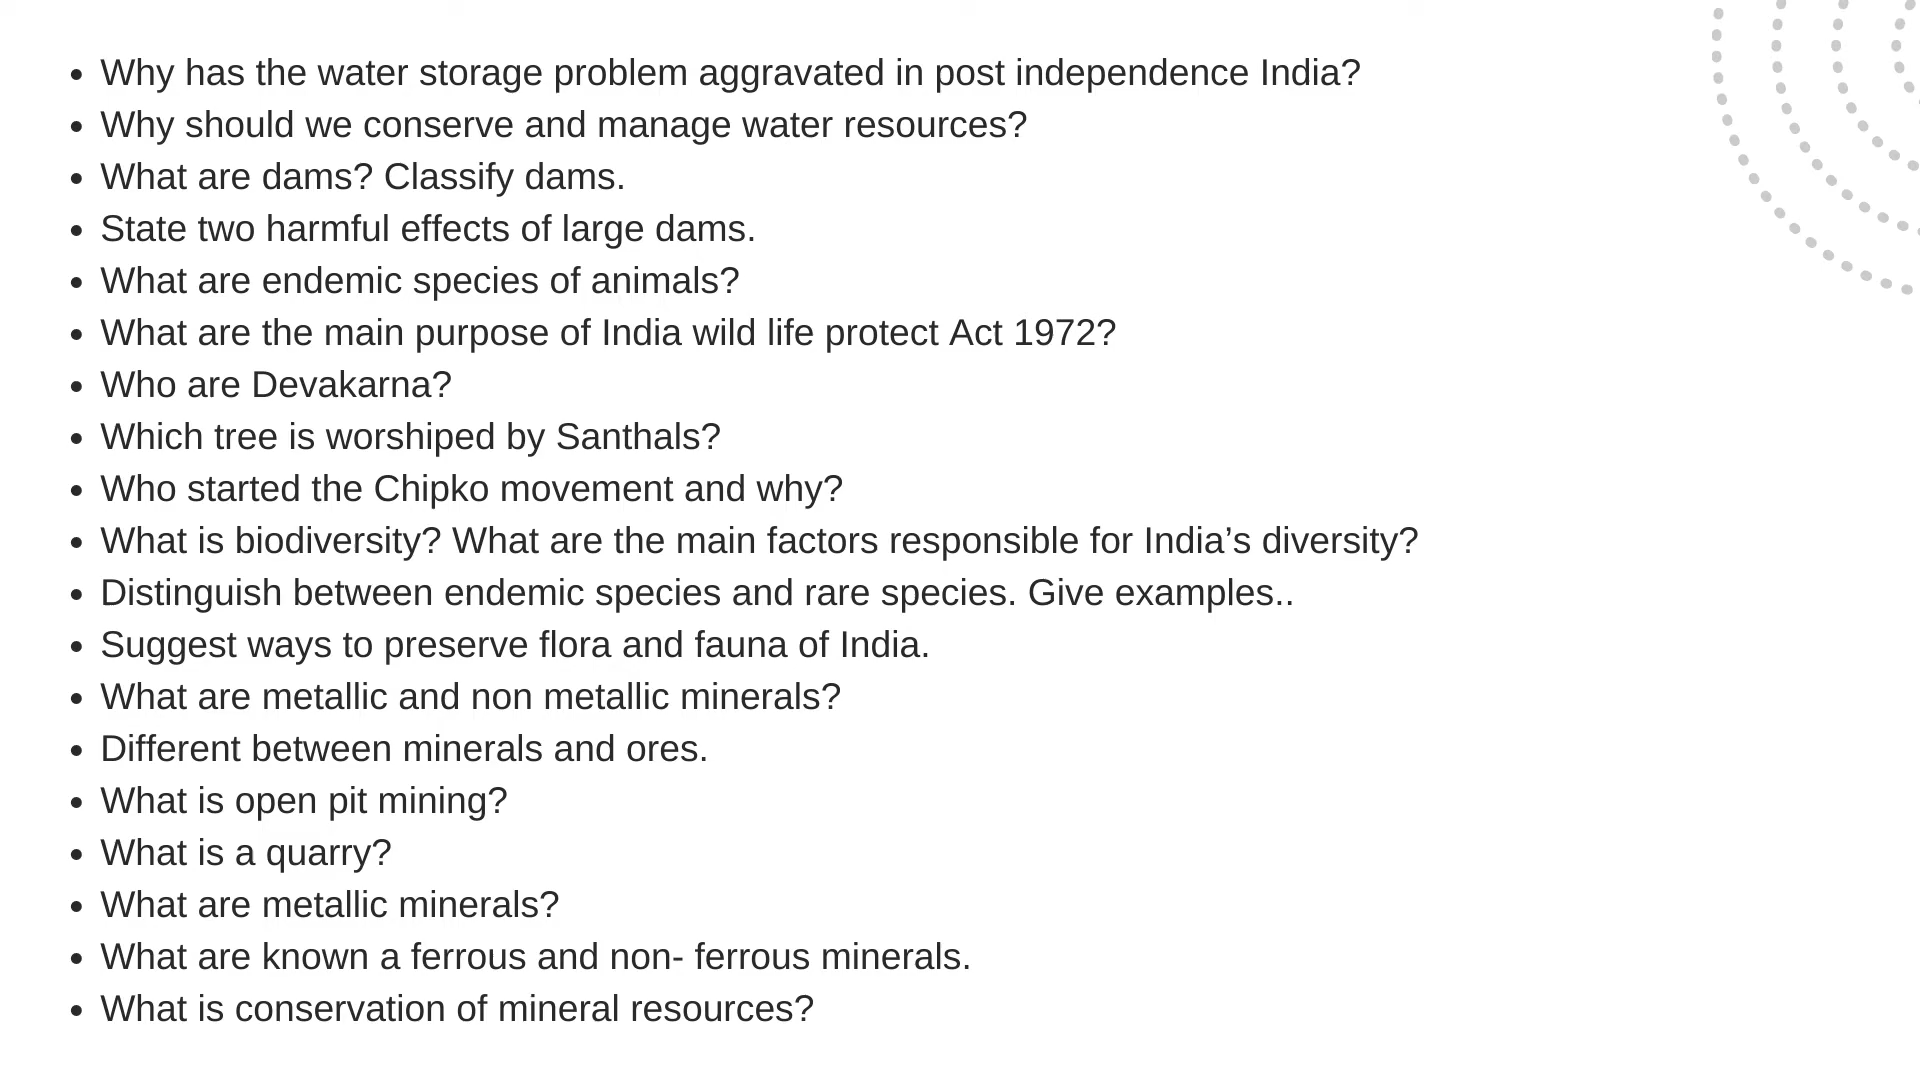 • Why has the water storage problem aggravated in post independence India?
• Why should we conserve and manage water resources?
• What are dams? Classify dams.
• State two harmful effects of large dams.
• What are endemic species of animals?
• What are the main purpose of India wild life protect Act 1972?
• Who are Devakarna?
• Which tree is worshiped by Santhals?
• Who started the Chipko movement and why?
• What is biodiversity? What are the main factors responsible for India’s diversity?
• Distinguish between endemic species and rare species. Give examples..
• Suggest ways to preserve flora and fauna of India.
• What are metallic and non metallic minerals?
• Different between minerals and ores.
• What is open pit mining?
• What is a quarry?
• What are metallic minerals?
• What are known a ferrous and non- ferrous minerals.
• What is conservation of mineral resources?